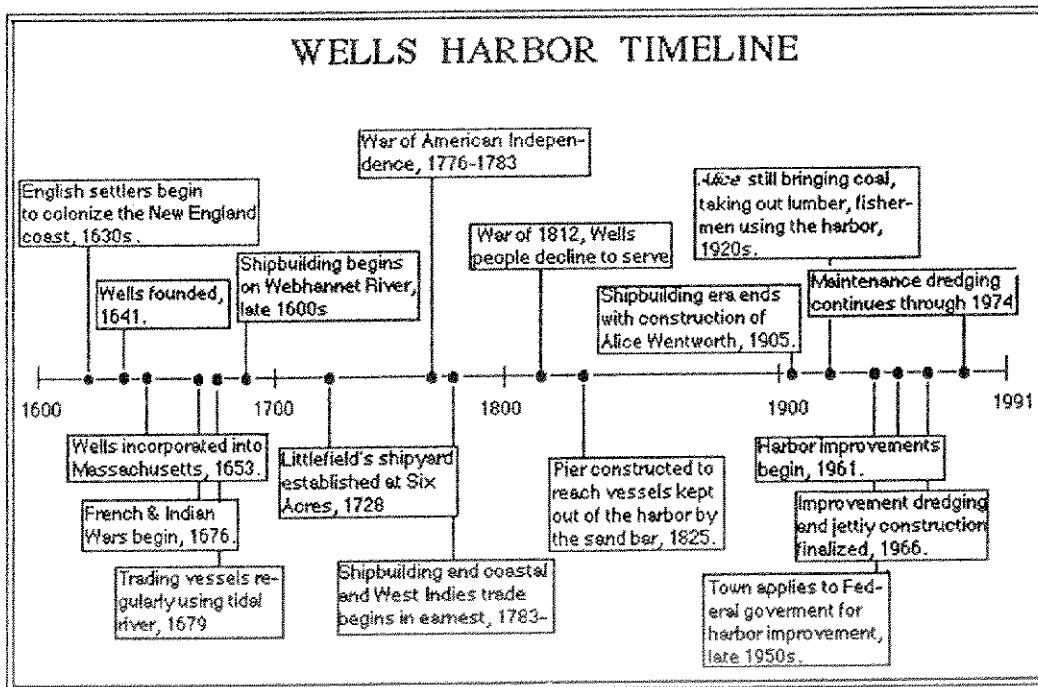 WELLS HARBOR TIMELINE
English settlers begin
to colonize the New England
coast, 1630s.
Wells founded,
1641.
Shipbuilding begins
on Webhannet River,
late 1600s
War of American Indepen-
dence, 1776-1783
War of 1812, Wells
people decline to serve
Shipbuilding era ends
with construction of
Alice Wentworth, 1905.
Alice still bringing coal,
taking out lumber, fisher-
men using the harbor,
1920s.
Maintenance dredging
continues through 1974
1600
1700
1800
1900
1991
Wells incorporated into
Massachusetts, 1653.
French & Indian
Wars begin, 1676.
Trading vessels re-
gularly using tidal
river, 1679
Littlefield's shipyard
established at Six
Acres, 1728
Shipbuilding and coastal
and West Indies trade
begins in earnest, 1783-
Pier constructed to
reach vessels kept
out of the harbor by
the sand bar, 1825.
Harbor improvements
begin, 1961.
Improvement dredging
and jettiy construction
finalized, 1966.
Town applies to Fed-
eral goverment for
harbor improvement,
late 1950s.